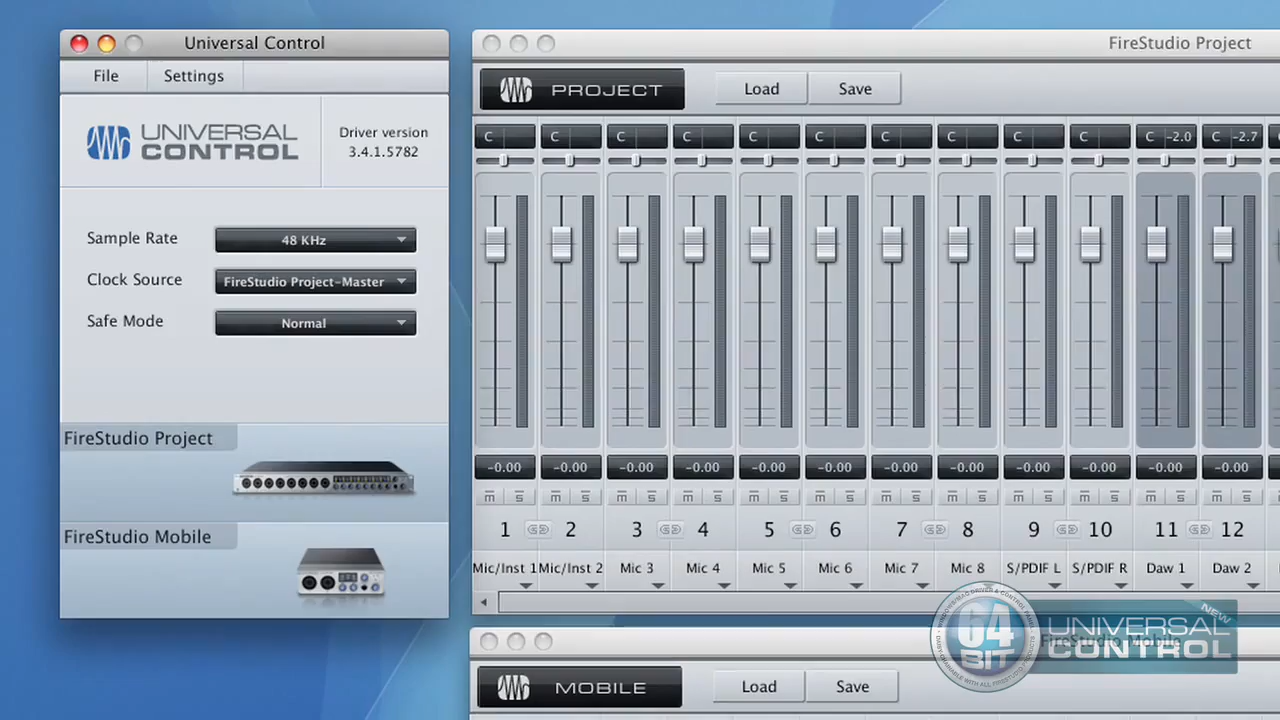 Universal Control
File Settings
UNIVERSAL
CONTROL
Driver version
3.4.1.5782
Sample Rate 48 KHz
Clock Source FireStudio Project-Master
Safe Mode Normal
FireStudio Project
FireStudio Mobile
FireStudio Project
PROJECT Load Save
C C C C C C C C C C C -2.0 C -2.7
-0.00 -0.00 -0.00 -0.00 -0.00 -0.00 -0.00 -0.00 -0.00 -0.00 -0.00 -0.00
m s m s m s m s m s m s m s m s m s m s m s m s
1 2 3 4 5 6 7 8 9 10 11 12
Mic/Inst 1 Mic/Inst 2 Mic 3 Mic 4 Mic 5 Mic 6 Mic 7 Mic 8 S/PDIF L S/PDIF R Daw 1 Daw 2
FireStudio Mobile
MOBILE Load Save
64
BIT
NEW
UNIVERSAL
CONTROL